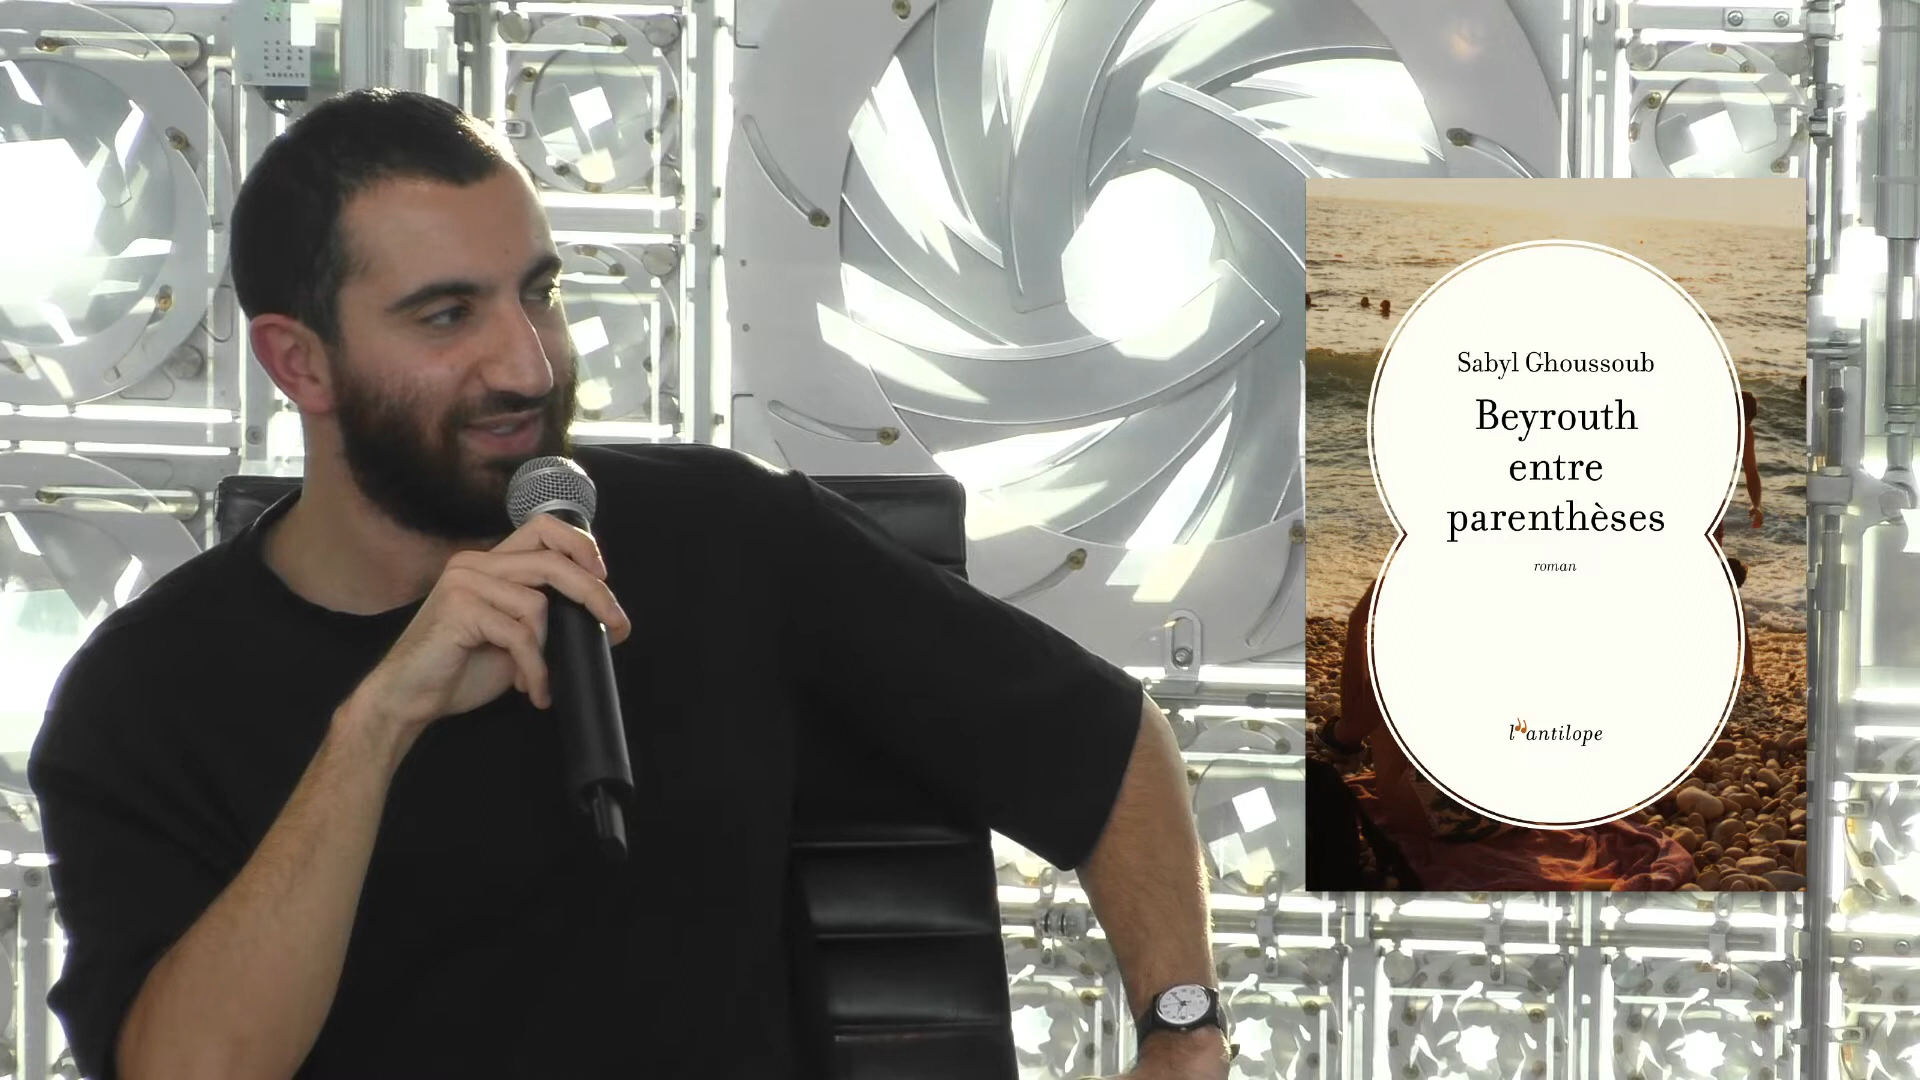 Sabyl Ghoussoub
Beyrouth
entre
parenthèses
roman
l'antilope